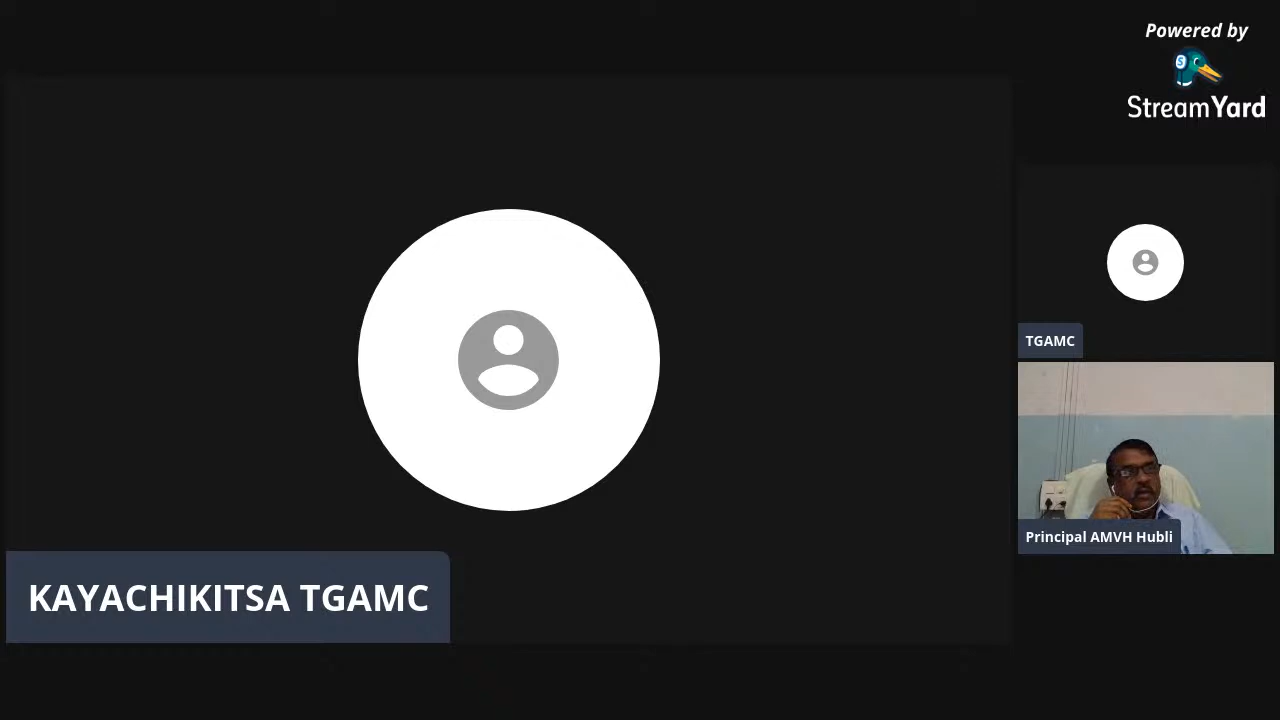 Powered by
StreamYard
TGAMC
Principal AMVH Hubli
KAYACHIKITSA TGAMC